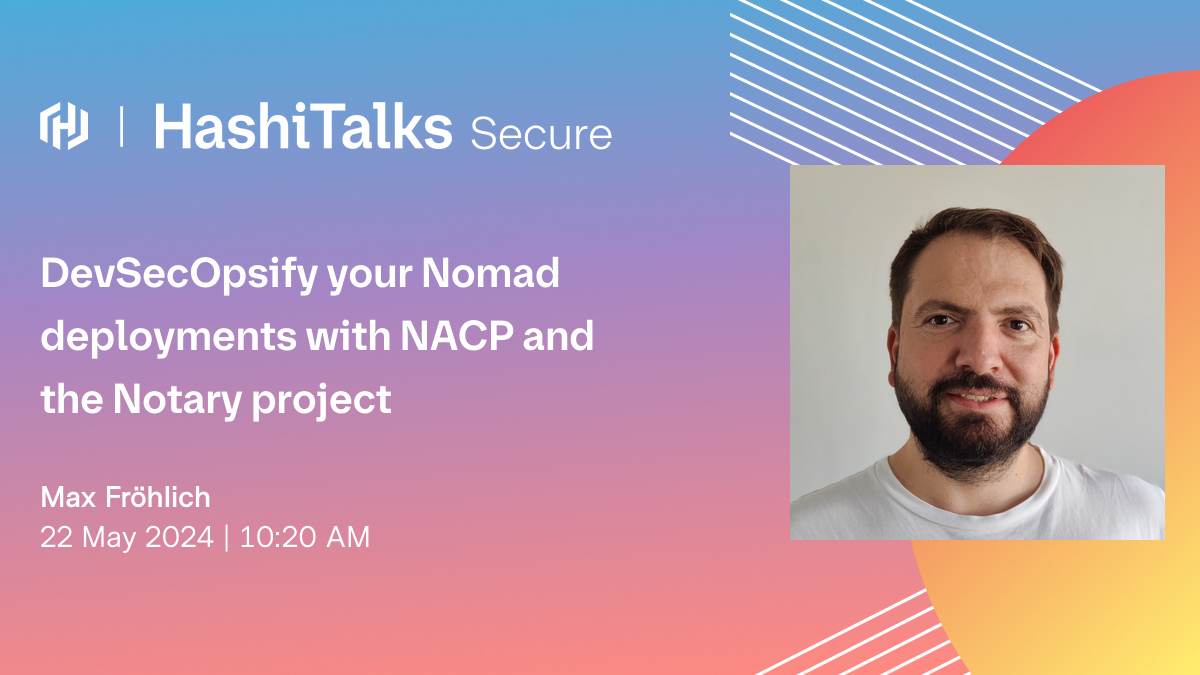 HashiTalks Secure
DevSecOpsify your Nomad
deployments with NACP and
the Notary project
Max Fröhlich
22 May 2024 | 10:20 AM